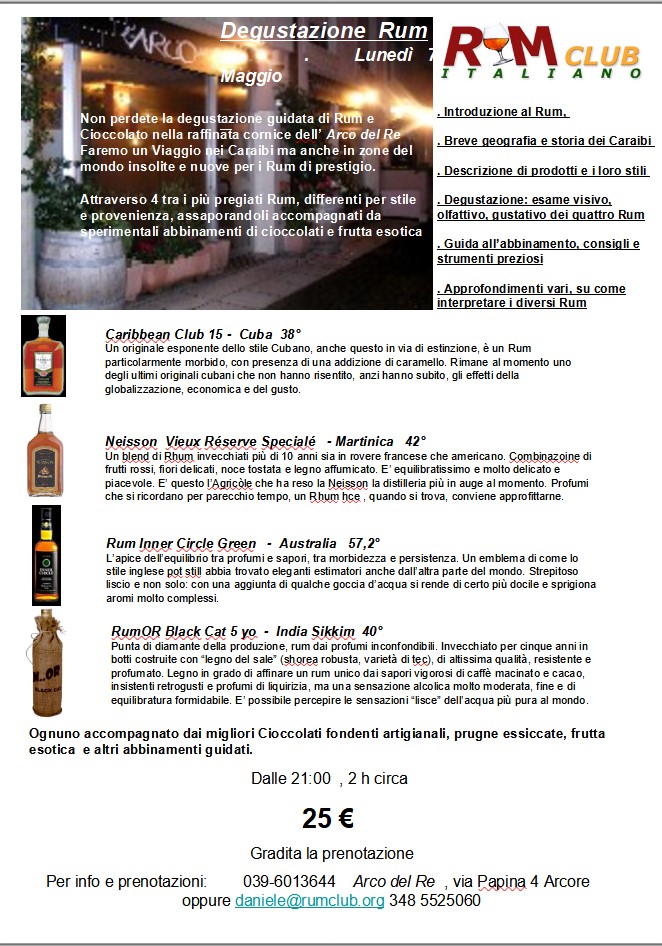 Degustazione Rum
. Lunedì 7
Maggio
RUM CLUB
ITALIANO
Non perdete la degustazione guidata di Rum e
Cioccolato nella raffinata cornice dell' Arco del Re
Faremo un Viaggio nei Caraibi ma anche in zone del
mondo insolite e nuove per i Rum di prestigio.
Attraverso 4 tra i più pregiati Rum, differenti per stile
e provenienza, assaporandoli accompagnati da
sperimentali abbinamenti di cioccolati e frutta esotica
. Introduzione al Rum,
. Breve geografia e storia dei Caraibi
. Descrizione di prodotti e i loro stili
. Degustazione: esame visivo,
olfattivo, gustativo dei quattro Rum
. Guida all'abbinamento, consigli e
strumenti preziosi
. Approfondimenti vari, su come
interpretare i diversi Rum
Caribbean Club 15 - Cuba 38°
Un originale esponente dello stile Cubano, anche questo in via di estinzione, è un Rum
particolarmente morbido, con presenza di una addizione di caramello. Rimane al momento uno
degli ultimi originali cubani che non hanno risentito, anzi hanno subito, gli effetti della
globalizzazione, economica e del gusto.
Neisson Vieux Réserve Specialé - Martinica 42°
Un blend di Rhum invecchiati più di 10 anni sia in rovere francese che americano. Combinazoine di
frutti rossi, fiori delicati, noce tostata e legno affumicato. E' equilibratissimo e molto delicato e
piacevole. E' questo l'Agricòle che ha reso la Neisson la distilleria più in auge al momento. Profumi
che si ricordano per parecchio tempo, un Rhum hce , quando si trova, conviene approfittarne.
Rum Inner Circle Green - Australia 57,2°
L'apice dell'equilibrio tra profumi e sapori, tra morbidezza e persistenza. Un emblema di come lo
stile inglese pot still abbia trovato eleganti estimatori anche dall'altra parte del mondo. Strepitoso
liscio e non solo: con una aggiunta di qualche goccia d'acqua si rende di certo più docile e sprigiona
aromi molto complessi.
RumOR Black Cat 5 yo - India Sikkim 40°
Punta di diamante della produzione, rum dai profumi inconfondibili. Invecchiato per cinque anni in
botti costruite con "legno del sale" (shorea robusta, varietà di tec), di altissima qualità, resistente e
profumato. Legno in grado di affinare un rum unico dai sapori vigorosi di caffè macinato e cacao,
insistenti retrogusti e profumi di liquirizia, ma una sensazione alcolica molto moderata, fine e di
equilibratura formidabile. E' possibile percepire le sensazioni "lisce" dell'acqua più pura al mondo.
Ognuno accompagnato dai migliori Cioccolati fondenti artigianali, prugne essiccate, frutta
esotica e altri abbinamenti guidati.
Dalle 21:00 , 2 h circa
25 €
Gradita la prenotazione
Per info e prenotazioni: 039-6013644 Arco del Re , via Papina 4 Arcore
oppure daniele@rumclub.org 348 5525060